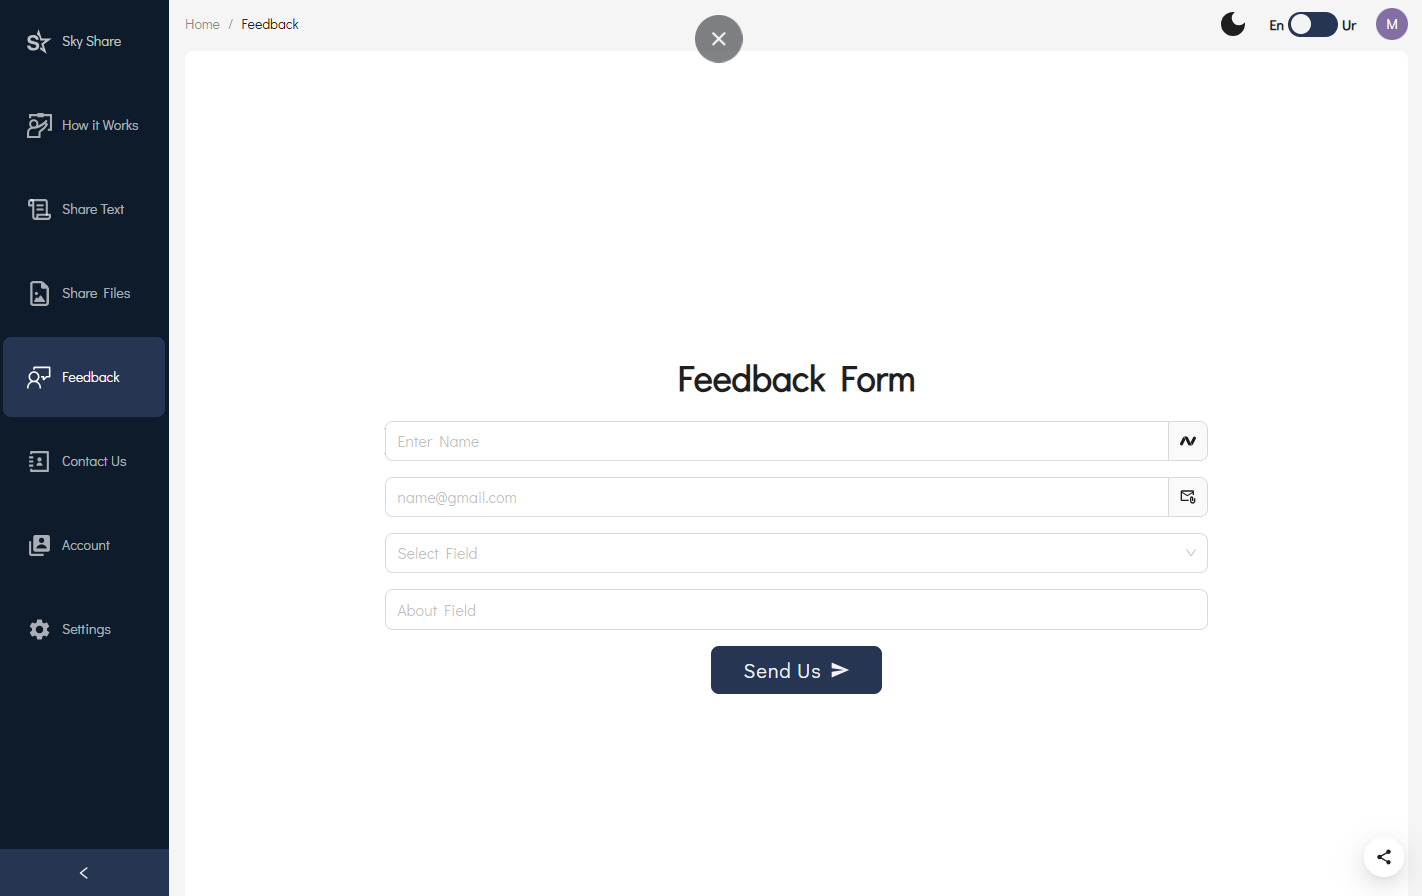 Sky Share
How it Works
Share Text
Share Files
Feedback
Contact Us
Account
Settings
Home / Feedback
En Ur M
Feedback Form
Enter Name
name@gmail.com
Select Field
About Field
Send Us